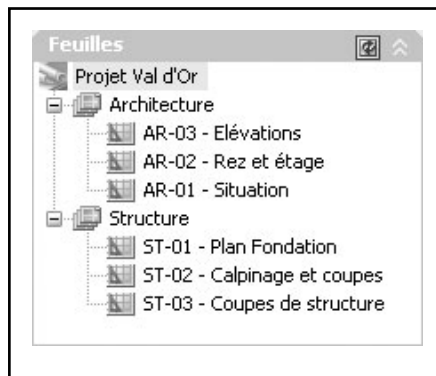 Feuilles
Projet Val d'Or
Architecture
AR-03 - Elévations
AR-02 - Rez et étage
AR-01 - Situation
Structure
ST-01 - Plan Fondation
ST-02 - Calpinage et coupes
ST-03 - Coupes de structure